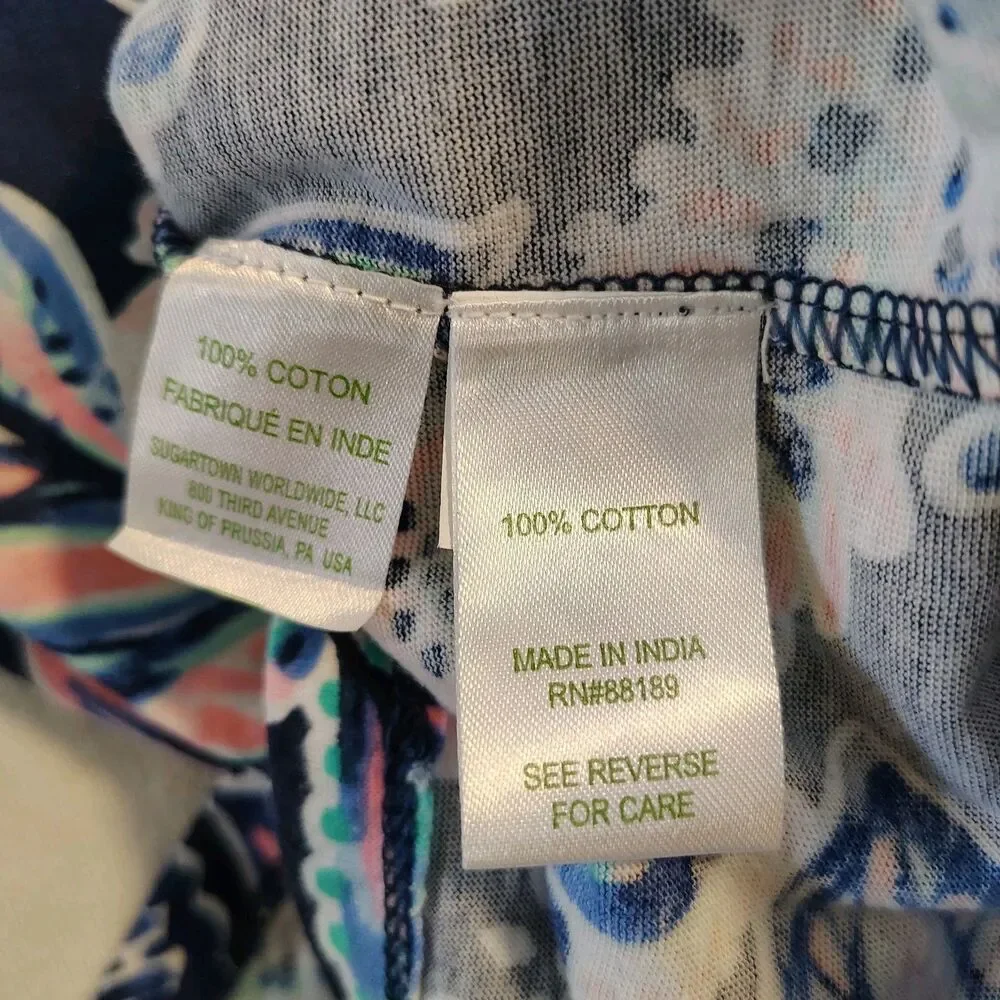 100% COTON
FABRIQUÉ EN INDE
SUGARTOWN WORLDWIDE, LLC
800 THIRD AVENUE
KING OF PRUSSIA, PA USA
100% COTTON
MADE IN INDIA
RN#88189
SEE REVERSE
FOR CARE